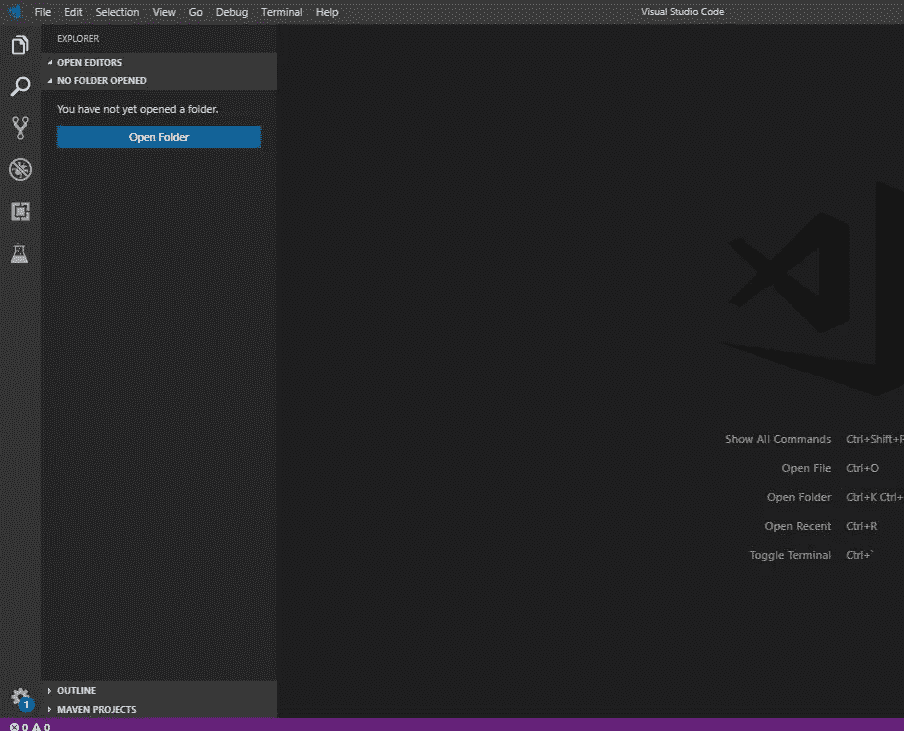 File Edit Selection View Go Debug Terminal Help Visual Studio Code
EXPLORER
OPEN EDITORS
NO FOLDER OPENED
You have not yet opened a folder.
Open Folder
Show All Commands Ctrl+Shift+P
Open File Ctrl+O
Open Folder Ctrl+K Ctrl+
Open Recent Ctrl+R
Toggle Terminal Ctrl+`
OUTLINE
1
MAVEN PROJECTS
0 0